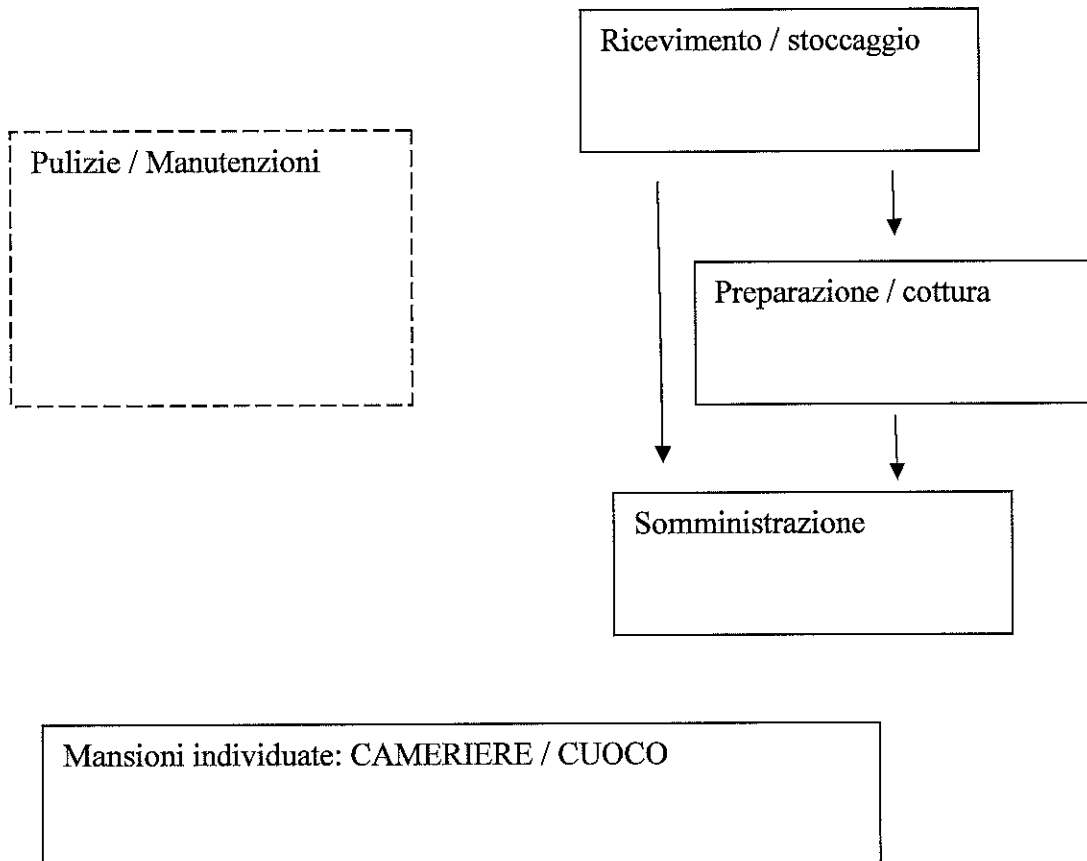 Ricevimento / stoccaggio
Pulizie / Manutenzioni
Preparazione / cottura
Somministrazione
Mansioni individuate: CAMERIERE / CUOCO